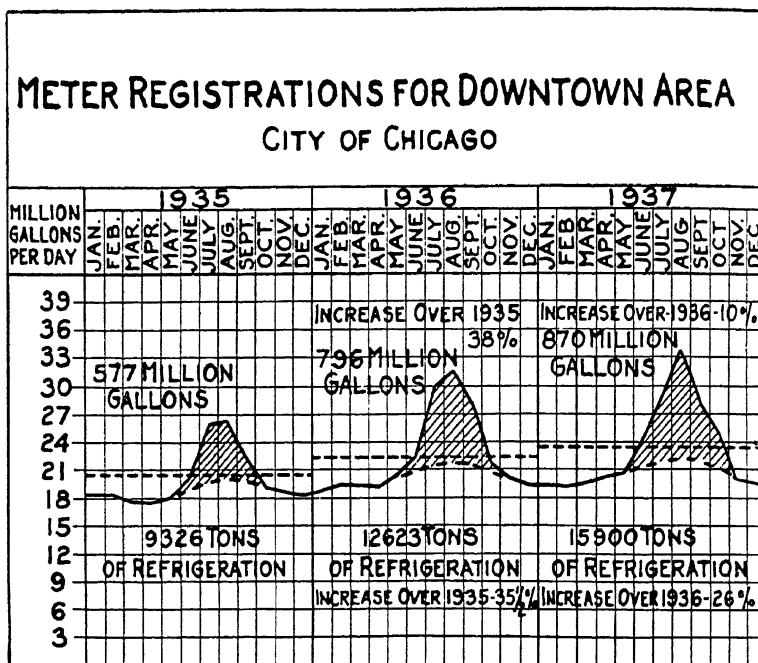 METER REGISTRATIONS FOR DOWNTOWN AREA
CITY OF CHICAGO
MILLION
GALLONS
PER DAY
1935 1936 1937
JAN. FEB. MAR. APR. MAY JUNE JULY AUG. SEPT. OCT. NOV. DEC. JAN. FEB. MAR. APR. MAY JUNE JULY AUG. SEPT. OCT. NOV. DEC. JAN. FEB. MAR. APR. MAY JUNE JULY AUG SEPT OCT NOV. DEC
39
36
33
30
27
24
21
18
15
12
9
6
3
577 MILLION
GALLONS
9326 TONS
OF REFRIGERATION
INCREASE OVER 1935
38%
796 MILLION
GALLONS
12623 TONS
OF REFRIGERATION
INCREASE OVER 1935-35½%
INCREASE OVER-1936-10%
870 MILLION
GALLONS
15900 TONS
OF REFRIGERATION
INCREASE OVER 1936-26%